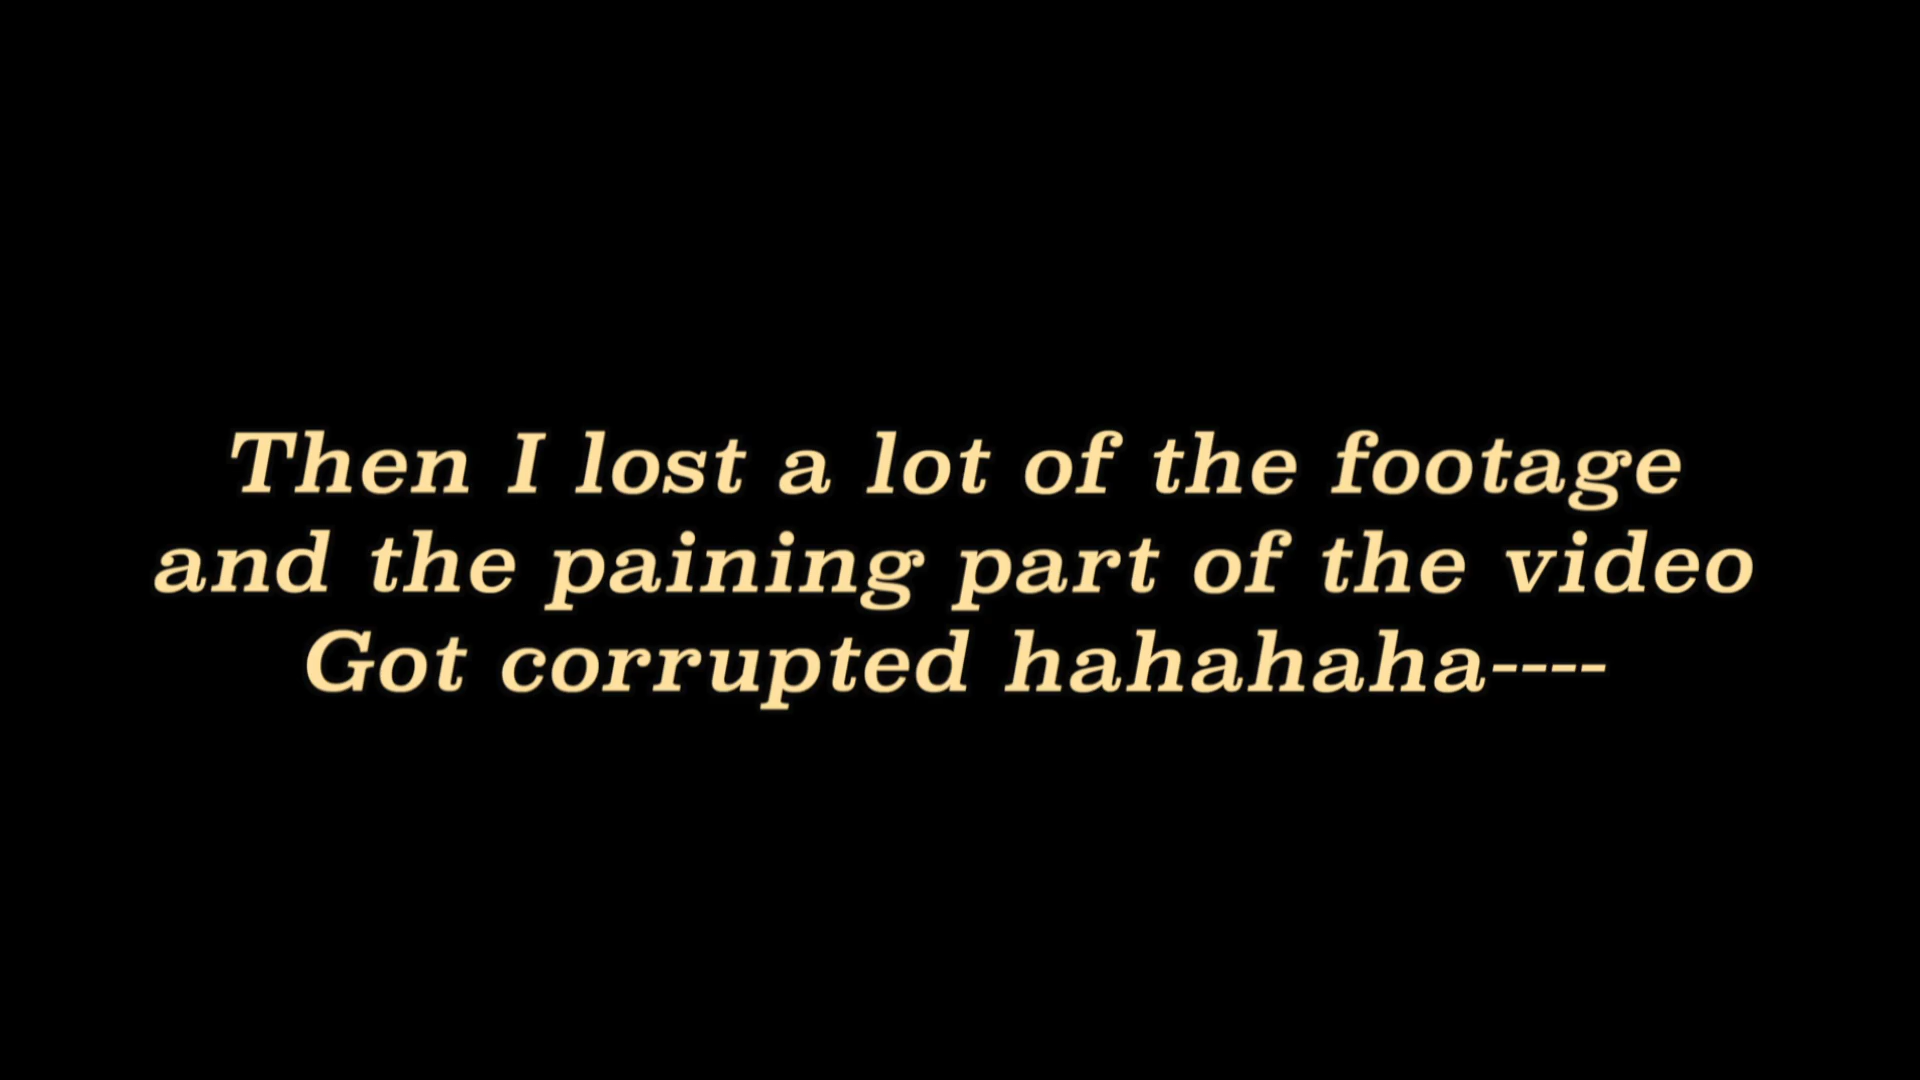 Then I lost a lot of the footage
and the paining part of the video
Got corrupted hahahaha----